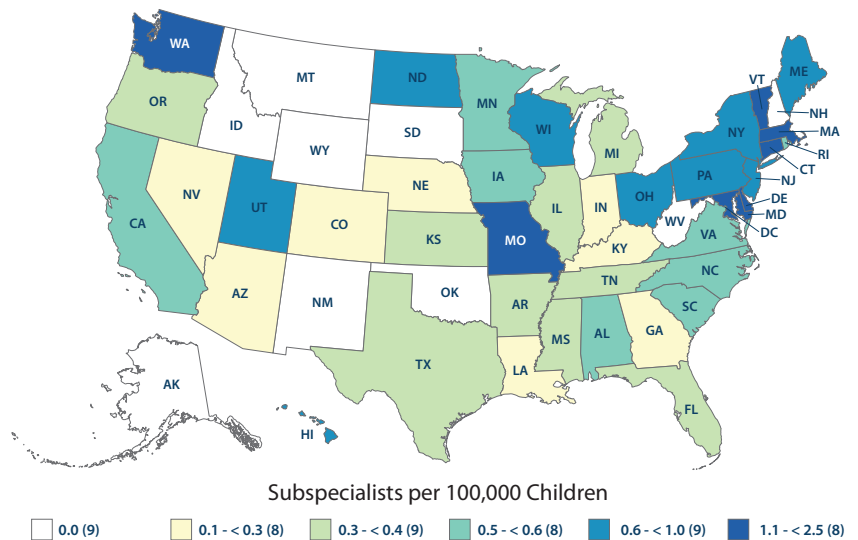 WA
MT
ND
MN
ME
VT
OR
ID
SD
WI
NY
NH
MA
WY
MI
RI
CT
IA
PA
NJ
NE
NV
UT
OH
DE
IL
IN
MD
CO
WV
DC
CA
KS
MO
VA
KY
NC
TN
AZ
NM
OK
AR
SC
MS
AL
GA
TX
LA
AK
FL
HI
Subspecialists per 100,000 Children
0.0 (9) 0.1 - < 0.3 (8) 0.3 - < 0.4 (9) 0.5 - < 0.6 (8) 0.6 - < 1.0 (9) 1.1 - < 2.5 (8)